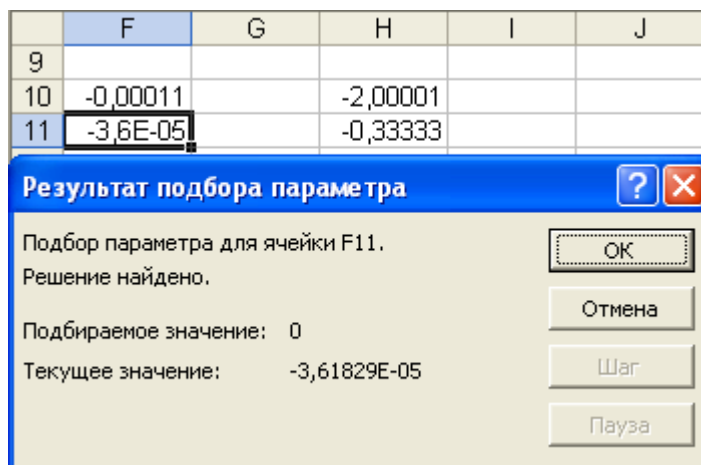 F G H I J
9
10 -0,00011 -2,00001
11 -3,6E-05 -0,33333
Результат подбора параметра
Подбор параметра для ячейки F11.
Решение найдено.
Подбираемое значение: 0
Текущее значение: -3,61829E-05
OK
Отмена
Шаг
Пауза